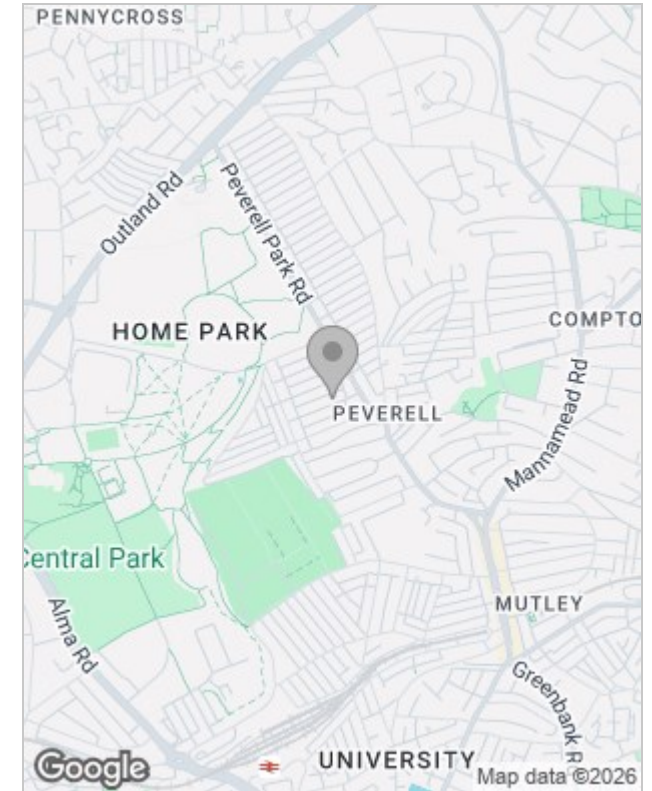 PENNYCROSS
Outland Rd
Peverell Park Rd
HOME PARK
COMPTO
PEVERELL
Mannamead Rd
Central Park
Alma Rd
MUTLEY
Greenbank R
UNIVERSITY
Google
Map data ©2026